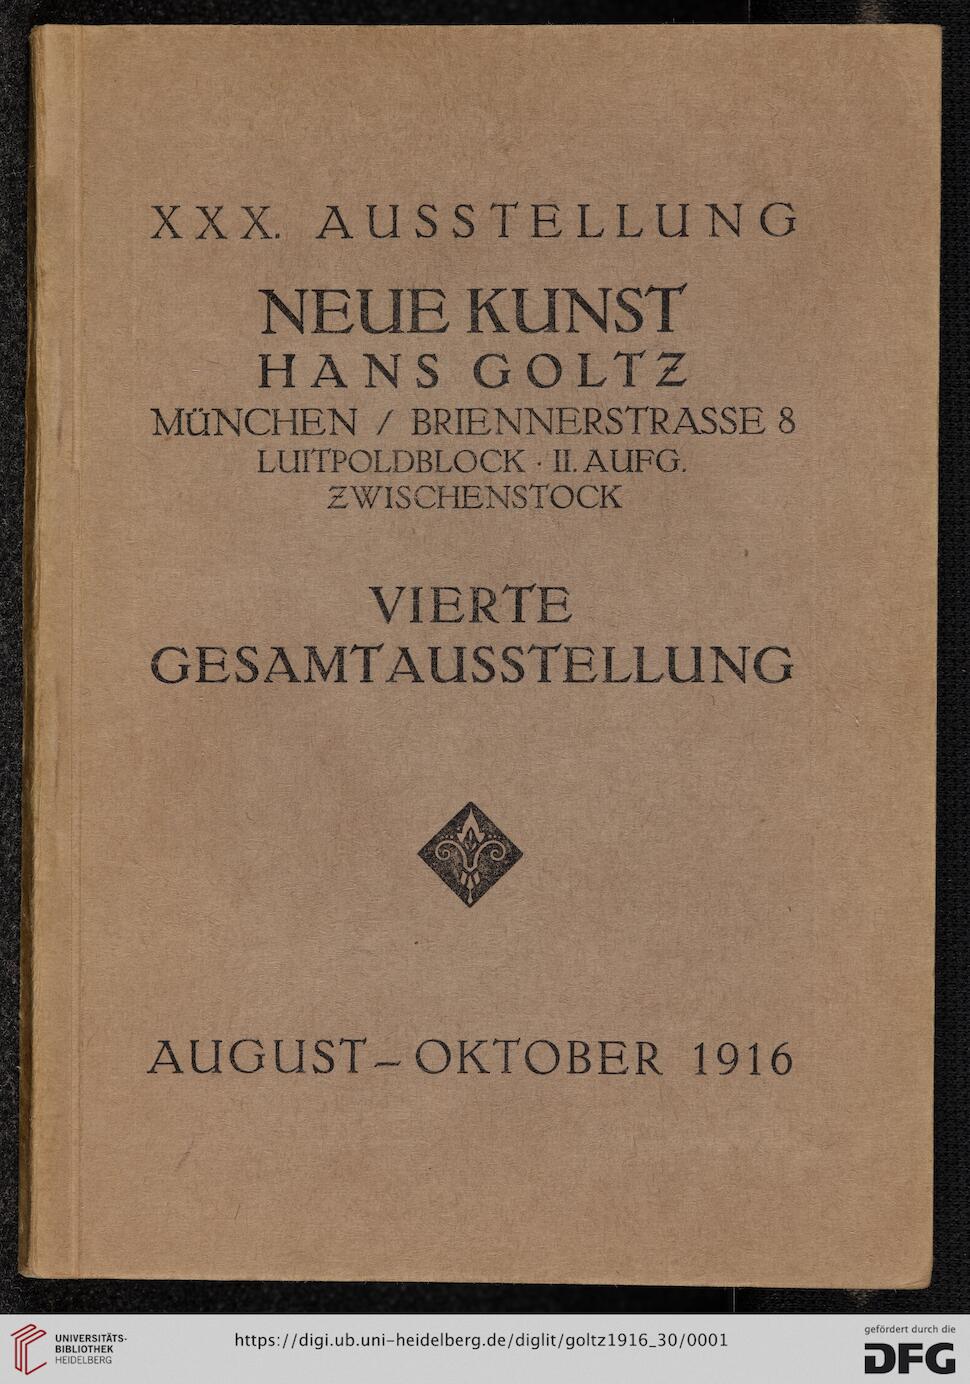 XXX. AUSSTELLUNG
NEUE KUNST
HANS GOLTZ
MÜNCHEN / BRIENNERSTRASSE 8
LUITPOLDBLOCK · II. AUFG.
ZWISCHENSTOCK
VIERTE
GESAMTAUSSTELLUNG
AUGUST – OKTOBER 1916
UNIVERSITÄTS-
BIBLIOTHEK
HEIDELBERG
https://digi.ub.uni-heidelberg.de/diglit/goltz1916_30/0001
gefördert durch die
DFG